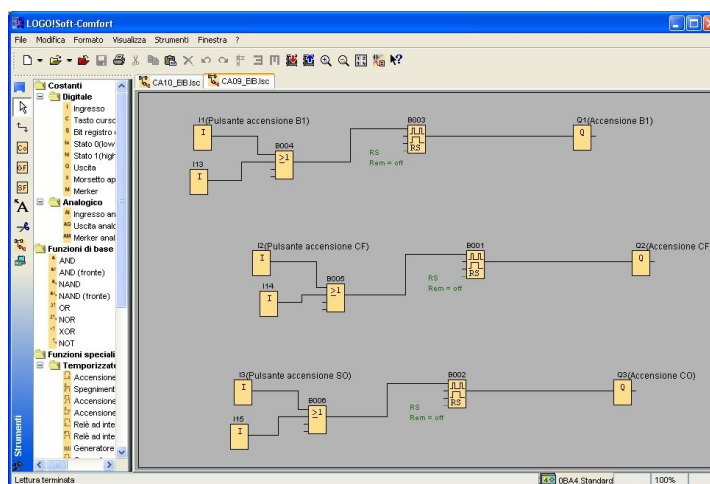 LOGO!Soft-Comfort
File Modifica Formato Visualizza Strumenti Finestra ?
CA10_EIB.lsc CA09_EIB.lsc
Costanti
Digitale
Ingresso
Tasto cursc
Bit registro
Stato 0(low
Stato 1(high
Uscita
Morsetto ap
Merker
Analogico
Ingresso an
Uscita analo
Merker anal
Funzioni di base
AND
AND (fronte)
NAND
NAND (fronte)
OR
NOR
XOR
NOT
Funzioni speciali
Temporizzato
Accensione
Spegniment
Accensione
Accensione
Relè ad inte
Relè ad inte
Generatore
Strumenti
I1(Pulsante accensione B1)
I
B004
≥1
I13
I
B003
RS
RS
Rem = off
Q1(Accensione B1)
Q
I2(Pulsante accensione CF)
I
B005
≥1
I14
I
B001
RS
RS
Rem = off
Q2(Accensione CF
Q
I3(Pulsante accensione SO)
I
B006
≥1
I15
I
B002
RS
RS
Rem = off
Q3(Accensione CO)
Q
Lettura terminata
0BA4.Standard
100%